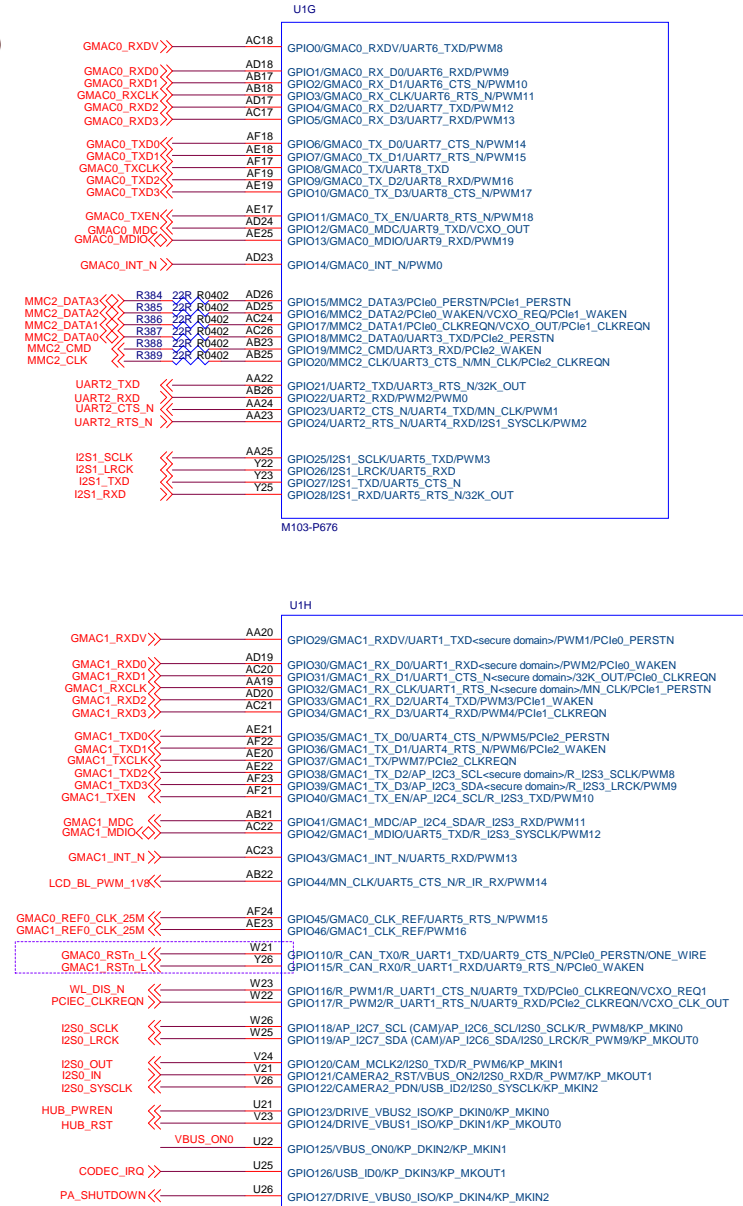 U1G
GMAC0_RXDV AC18 GPIO0/GMAC0_RXDV/UART6_TXD/PWM8
GMAC0_RXD0 AD18 GPIO1/GMAC0_RX_D0/UART6_RXD/PWM9
GMAC0_RXD1 AB17 GPIO2/GMAC0_RX_D1/UART6_CTS_N/PWM10
GMAC0_RXCLK AB18 GPIO3/GMAC0_RX_CLK/UART6_RTS_N/PWM11
GMAC0_RXD2 AD17 GPIO4/GMAC0_RX_D2/UART7_TXD/PWM12
GMAC0_RXD3 AC17 GPIO5/GMAC0_RX_D3/UART7_RXD/PWM13
GMAC0_TXD0 AF18 GPIO6/GMAC0_TX_D0/UART7_CTS_N/PWM14
GMAC0_TXD1 AE18 GPIO7/GMAC0_TX_D1/UART7_RTS_N/PWM15
GMAC0_TXCLK AF17 GPIO8/GMAC0_TX/UART8_TXD
GMAC0_TXD2 AF19 GPIO9/GMAC0_TX_D2/UART8_RXD/PWM16
GMAC0_TXD3 AE19 GPIO10/GMAC0_TX_D3/UART8_CTS_N/PWM17
GMAC0_TXEN AE17 GPIO11/GMAC0_TX_EN/UART8_RTS_N/PWM18
GMAC0_MDC AD24 GPIO12/GMAC0_MDC/UART9_TXD/VCXO_OUT
GMAC0_MDIO AE25 GPIO13/GMAC0_MDIO/UART9_RXD/PWM19
GMAC0_INT_N AD23 GPIO14/GMAC0_INT_N/PWM0
MMC2_DATA3 R384 22R R0402 AD26 GPIO15/MMC2_DATA3/PCIe0_PERSTN/PCIe1_PERSTN
MMC2_DATA2 R385 22R R0402 AD25 GPIO16/MMC2_DATA2/PCIe0_WAKEN/VCXO_REQ/PCIe1_WAKEN
MMC2_DATA1 R386 22R R0402 AC24 GPIO17/MMC2_DATA1/PCIe0_CLKREQN/VCXO_OUT/PCIe1_CLKREQN
MMC2_DATA0 R387 22R R0402 AC26 GPIO18/MMC2_DATA0/UART3_TXD/PCIe2_PERSTN
MMC2_CMD R388 22R R0402 AB23 GPIO19/MMC2_CMD/UART3_RXD/PCIe2_WAKEN
MMC2_CLK R389 22R R0402 AB25 GPIO20/MMC2_CLK/UART3_CTS_N/MN_CLK/PCIe2_CLKREQN
UART2_TXD AA22 GPIO21/UART2_TXD/UART3_RTS_N/32K_OUT
UART2_RXD AB26 GPIO22/UART2_RXD/PWM2/PWM0
UART2_CTS_N AA24 GPIO23/UART2_CTS_N/UART4_TXD/MN_CLK/PWM1
UART2_RTS_N AA23 GPIO24/UART2_RTS_N/UART4_RXD/I2S1_SYSCLK/PWM2
I2S1_SCLK AA25 GPIO25/I2S1_SCLK/UART5_TXD/PWM3
I2S1_LRCK Y22 GPIO26/I2S1_LRCK/UART5_RXD
I2S1_TXD Y23 GPIO27/I2S1_TXD/UART5_CTS_N
I2S1_RXD Y25 GPIO28/I2S1_RXD/UART5_RTS_N/32K_OUT
M103-P676
U1H
GMAC1_RXDV AA20 GPIO29/GMAC1_RXDV/UART1_TXD<secure domain>/PWM1/PCIe0_PERSTN
GMAC1_RXD0 AD19 GPIO30/GMAC1_RX_D0/UART1_RXD<secure domain>/PWM2/PCIe0_WAKEN
GMAC1_RXD1 AC20 GPIO31/GMAC1_RX_D1/UART1_CTS_N<secure domain>/32K_OUT/PCIe0_CLKREQN
GMAC1_RXCLK AA19 GPIO32/GMAC1_RX_CLK/UART1_RTS_N<secure domain>/MN_CLK/PCIe1_PERSTN
GMAC1_RXD2 AD20 GPIO33/GMAC1_RX_D2/UART4_TXD/PWM3/PCIe1_WAKEN
GMAC1_RXD3 AC21 GPIO34/GMAC1_RX_D3/UART4_RXD/PWM4/PCIe1_CLKREQN
GMAC1_TXD0 AE21 GPIO35/GMAC1_TX_D0/UART4_CTS_N/PWM5/PCIe2_PERSTN
GMAC1_TXD1 AF22 GPIO36/GMAC1_TX_D1/UART4_RTS_N/PWM6/PCIe2_WAKEN
GMAC1_TXCLK AE20 GPIO37/GMAC1_TX/PWM7/PCIe2_CLKREQN
GMAC1_TXD2 AE22 GPIO38/GMAC1_TX_D2/AP_I2C3_SCL<secure domain>/R_I2S3_SCLK/PWM8
GMAC1_TXD3 AF23 GPIO39/GMAC1_TX_D3/AP_I2C3_SDA<secure domain>/R_I2S3_LRCK/PWM9
GMAC1_TXEN AF21 GPIO40/GMAC1_TX_EN/AP_I2C4_SCL/R_I2S3_TXD/PWM10
GMAC1_MDC AB21 GPIO41/GMAC1_MDC/AP_I2C4_SDA/R_I2S3_RXD/PWM11
GMAC1_MDIO AC22 GPIO42/GMAC1_MDIO/UART5_TXD/R_I2S3_SYSCLK/PWM12
GMAC1_INT_N AC23 GPIO43/GMAC1_INT_N/UART5_RXD/PWM13
LCD_BL_PWM_1V8 AB22 GPIO44/MN_CLK/UART5_CTS_N/R_IR_RX/PWM14
GMAC0_REF0_CLK_25M AF24 GPIO45/GMAC0_CLK_REF/UART5_RTS_N/PWM15
GMAC1_REF0_CLK_25M AE23 GPIO46/GMAC1_CLK_REF/PWM16
GMAC0_RSTn_L W21 GPIO110/R_CAN_TX0/R_UART1_TXD/UART9_CTS_N/PCIe0_PERSTN/ONE_WIRE
GMAC1_RSTn_L Y26 GPIO115/R_CAN_RX0/R_UART1_RXD/UART9_RTS_N/PCIe0_WAKEN
WL_DIS_N W23 GPIO116/R_PWM1/R_UART1_CTS_N/UART9_TXD/PCIe0_CLKREQN/VCXO_REQ1
PCIEC_CLKREQN W22 GPIO117/R_PWM2/R_UART1_RTS_N/UART9_RXD/PCIe2_CLKREQN/VCXO_CLK_OUT
I2S0_SCLK W26 GPIO118/AP_I2C7_SCL (CAM)/AP_I2C6_SCL/I2S0_SCLK/R_PWM8/KP_MKIN0
I2S0_LRCK W25 GPIO119/AP_I2C7_SDA (CAM)/AP_I2C6_SDA/I2S0_LRCK/R_PWM9/KP_MKOUT0
I2S0_OUT V24 GPIO120/CAM_MCLK2/I2S0_TXD/R_PWM6/KP_MKIN1
I2S0_IN V21 GPIO121/CAMERA2_RST/VBUS_ON2/I2S0_RXD/R_PWM7/KP_MKOUT1
I2S0_SYSCLK V26 GPIO122/CAMERA2_PDN/USB_ID2/I2S0_SYSCLK/KP_MKIN2
HUB_PWREN U21 GPIO123/DRIVE_VBUS2_ISO/KP_DKIN0/KP_MKIN0
HUB_RST V23 GPIO124/DRIVE_VBUS1_ISO/KP_DKIN1/KP_MKOUT0
VBUS_ON0 U22 GPIO125/VBUS_ON0/KP_DKIN2/KP_MKIN1
CODEC_IRQ U25 GPIO126/USB_ID0/KP_DKIN3/KP_MKOUT1
PA_SHUTDOWN U26 GPIO127/DRIVE_VBUS0_ISO/KP_DKIN4/KP_MKIN2